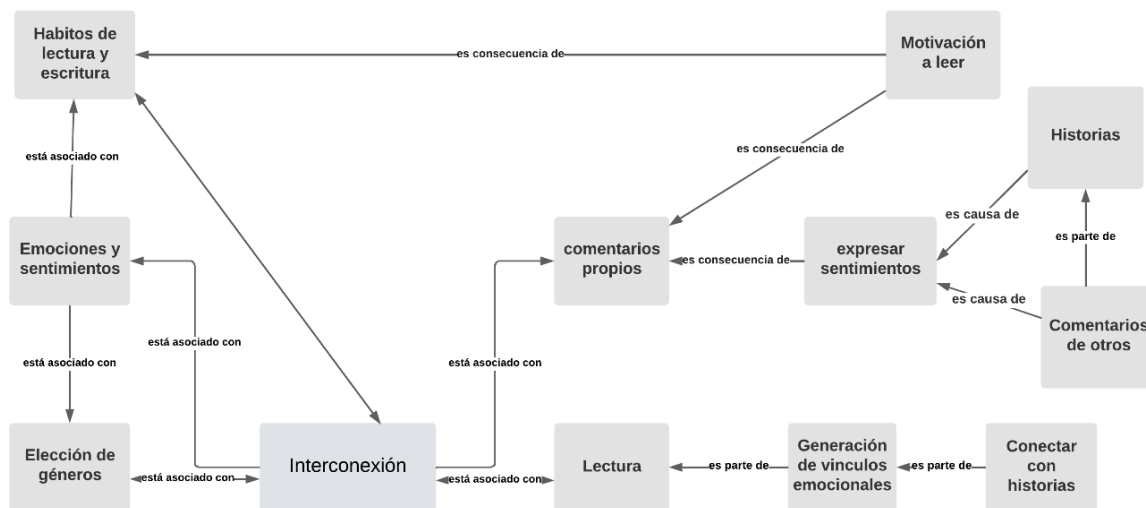 Habitos de
lectura y
escritura
es consecuencia de
Motivación
a leer
Historias
está asociado con
es consecuencia de
es causa de
es parte de
Emociones y
sentimientos
comentarios
propios
es consecuencia de
expresar
sentimientos
es causa de
Comentarios
de otros
está asociado con
está asociado con
está asociado con
Elección de
géneros
está asociado con
Interconexión
está asociado con
Lectura
es parte de
Generación
de vinculos
emocionales
es parte de
Conectar
con
historias